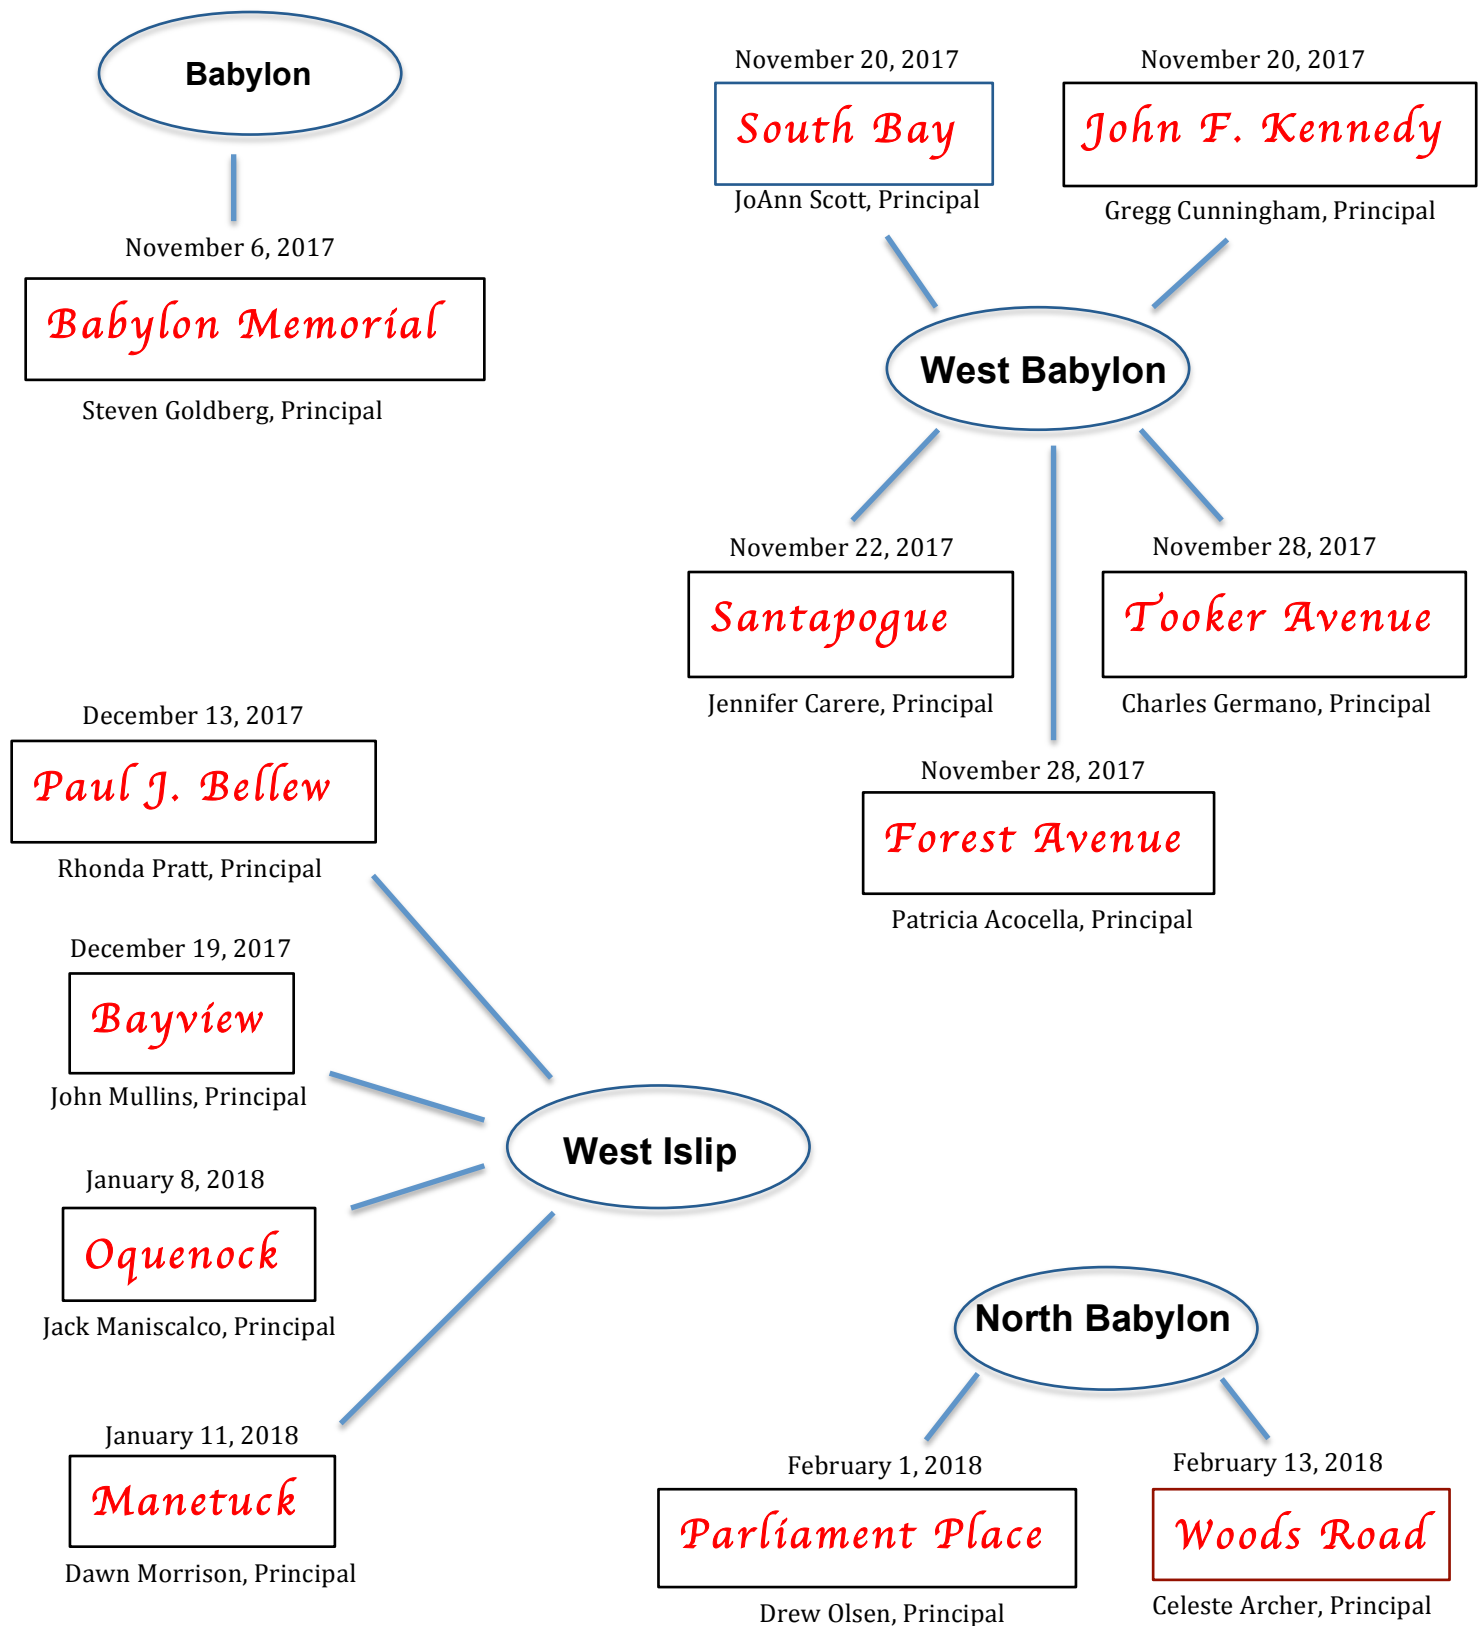 Babylon
November 6, 2017
Babylon Memorial
Steven Goldberg, Principal
November 20, 2017
South Bay
JoAnn Scott, Principal
November 20, 2017
John F. Kennedy
Gregg Cunningham, Principal
West Babylon
November 22, 2017
Santapogue
Jennifer Carere, Principal
November 28, 2017
Tooker Avenue
Charles Germano, Principal
November 28, 2017
Forest Avenue
Patricia Acocella, Principal
December 13, 2017
Paul J. Bellew
Rhonda Pratt, Principal
December 19, 2017
Bayview
John Mullins, Principal
West Islip
January 8, 2018
Oquenock
Jack Maniscalco, Principal
January 11, 2018
Manetuck
Dawn Morrison, Principal
North Babylon
February 1, 2018
Parliament Place
Drew Olsen, Principal
February 13, 2018
Woods Road
Celeste Archer, Principal